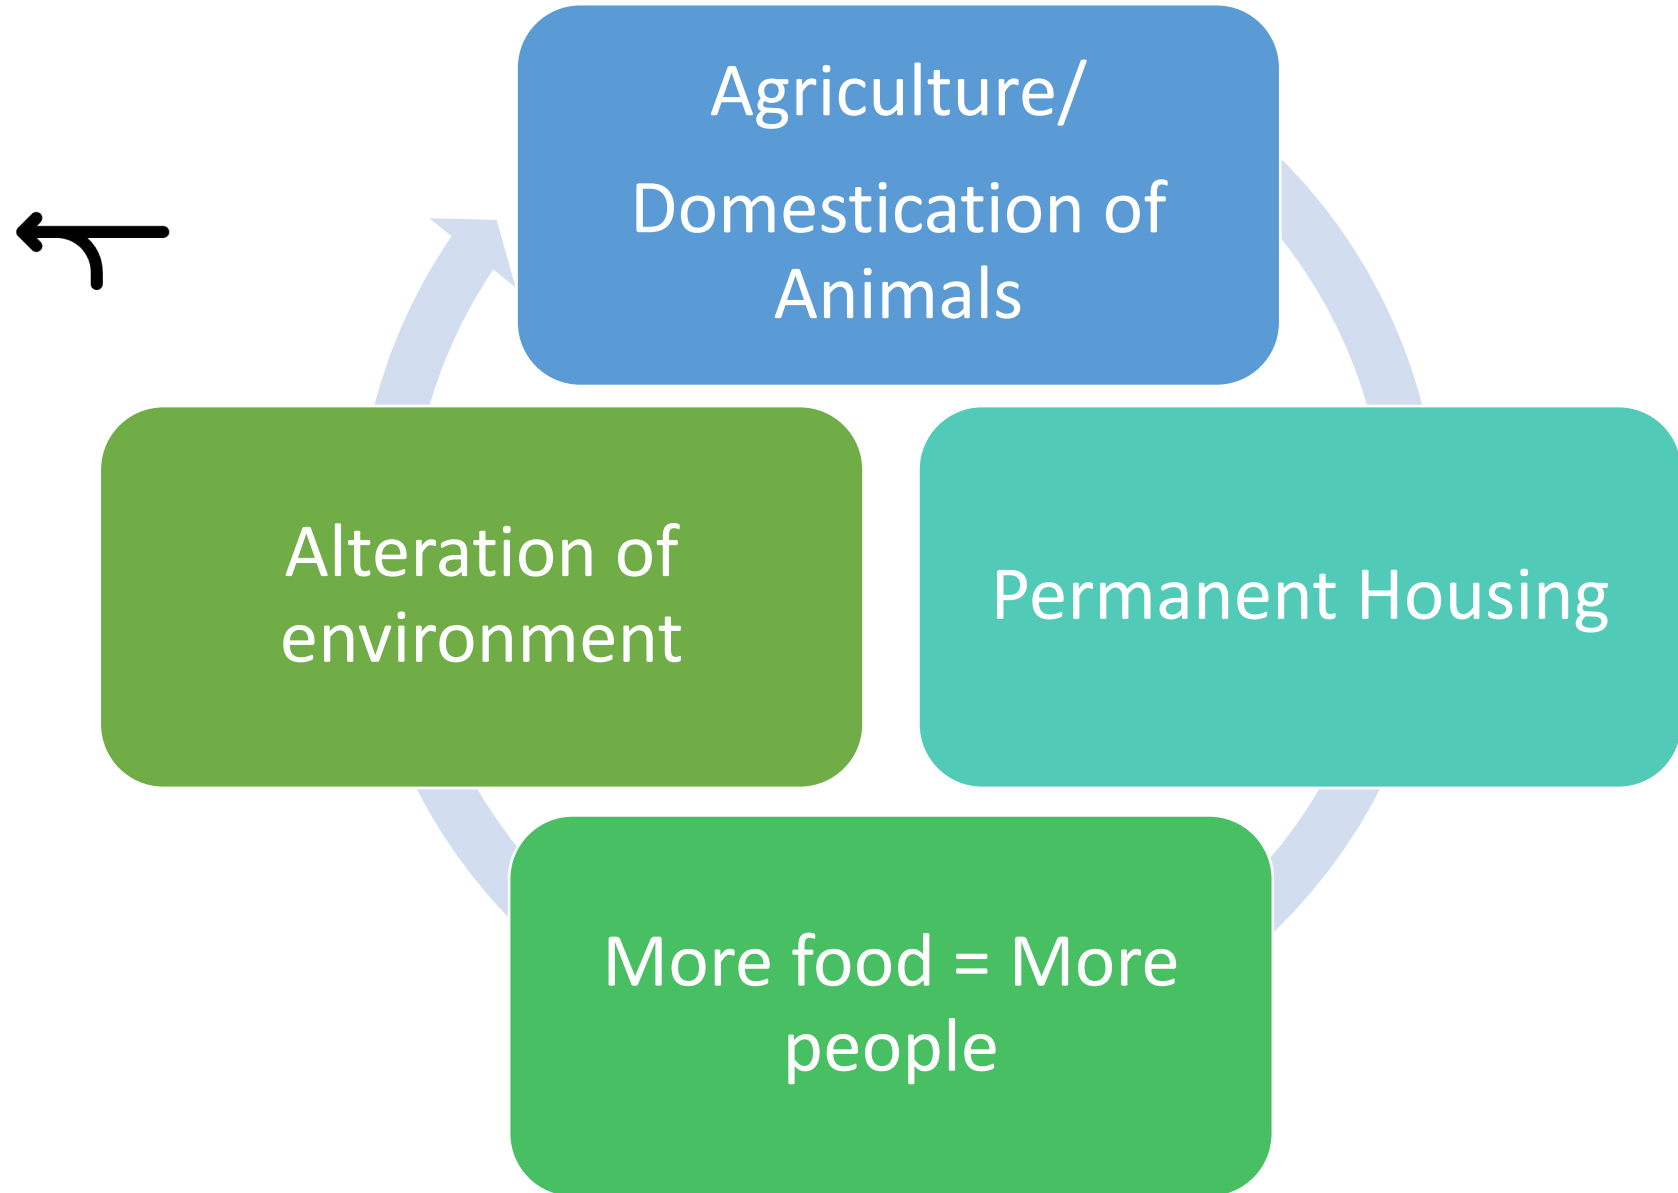 Agriculture/
Domestication of
Animals
Alteration of
environment
Permanent Housing
More food = More
people